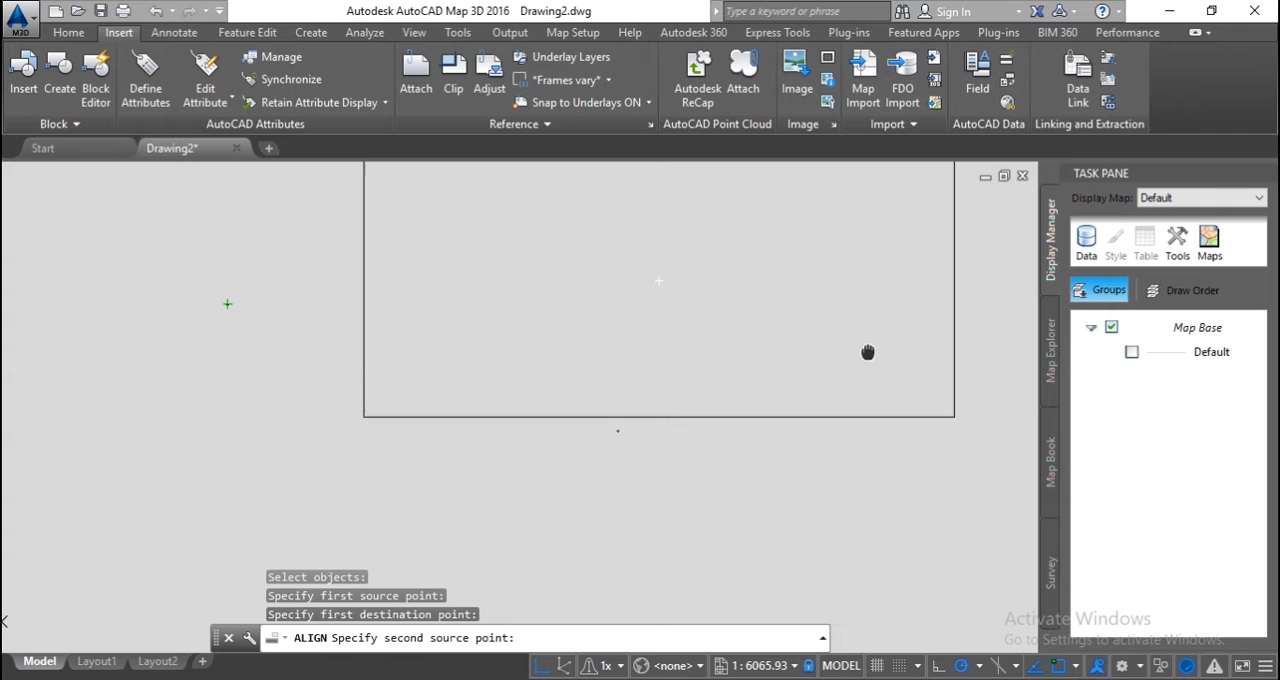 Autodesk AutoCAD Map 3D 2016 Drawing2.dwg
Type a keyword or phrase
Sign In
M3D
Home Insert Annotate Feature Edit Create Analyze View Tools Output Map Setup Help Autodesk 360 Express Tools Plug-ins Featured Apps Plug-ins BIM 360 Performance
Insert Create Block Editor
Block
Define Attributes
Edit Attribute
Manage
Synchronize
Retain Attribute Display
AutoCAD Attributes
Attach Clip Adjust
Underlay Layers
*Frames vary*
Snap to Underlays ON
Reference
Autodesk ReCap
Attach
AutoCAD Point Cloud
Image
Image
Map Import
FDO Import
Import
Field
AutoCAD Data
Data Link
Linking and Extraction
Start Drawing2*
TASK PANE
Display Map: Default
Data Style Table Tools Maps
Groups Draw Order
Map Base
Default
Display Manager
Map Explorer
Map Book
Survey
Select objects:
Specify first source point:
Specify first destination point:
ALIGN Specify second source point:
Activate Windows
Go to Settings to activate Windows.
Model Layout1 Layout2
1x <none> 1: 6065.93 MODEL